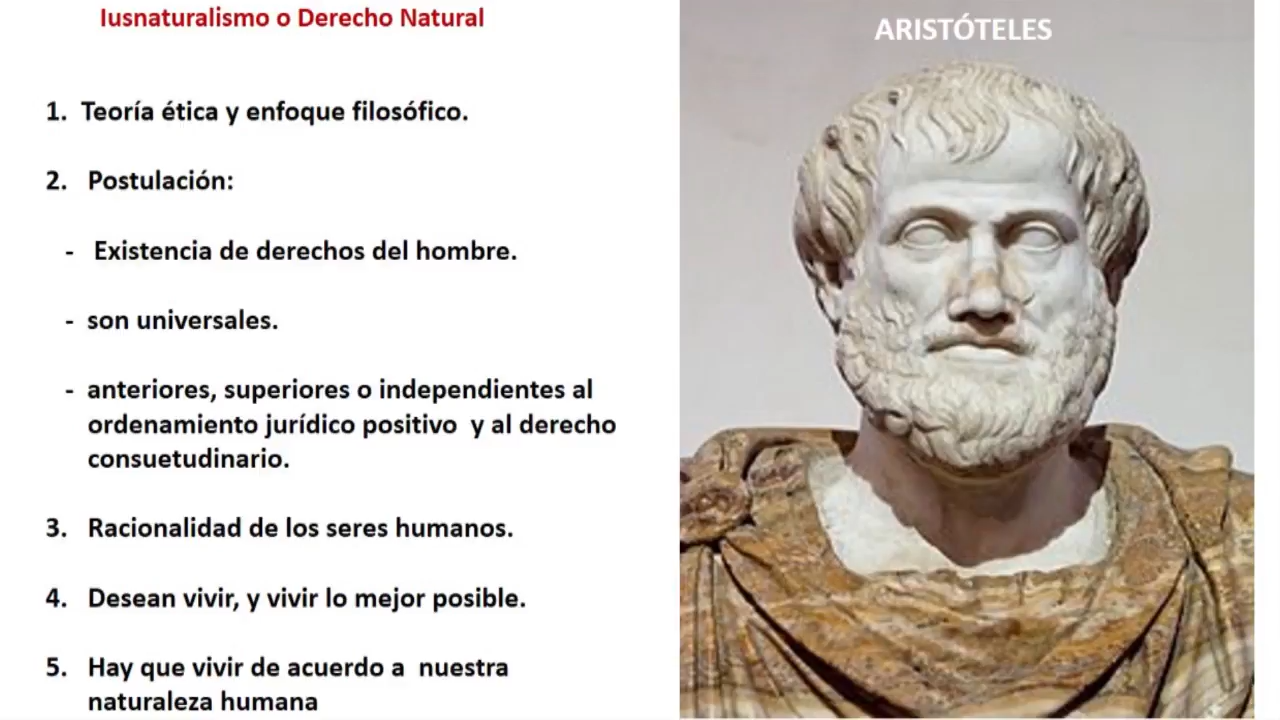 Iusnaturalismo o Derecho Natural
ARISTÓTELES
1. Teoría ética y enfoque filosófico.
2. Postulación:
- Existencia de derechos del hombre.
- son universales.
- anteriores, superiores o independientes al
ordenamiento jurídico positivo y al derecho
consuetudinario.
3. Racionalidad de los seres humanos.
4. Desean vivir, y vivir lo mejor posible.
5. Hay que vivir de acuerdo a nuestra
naturaleza humana